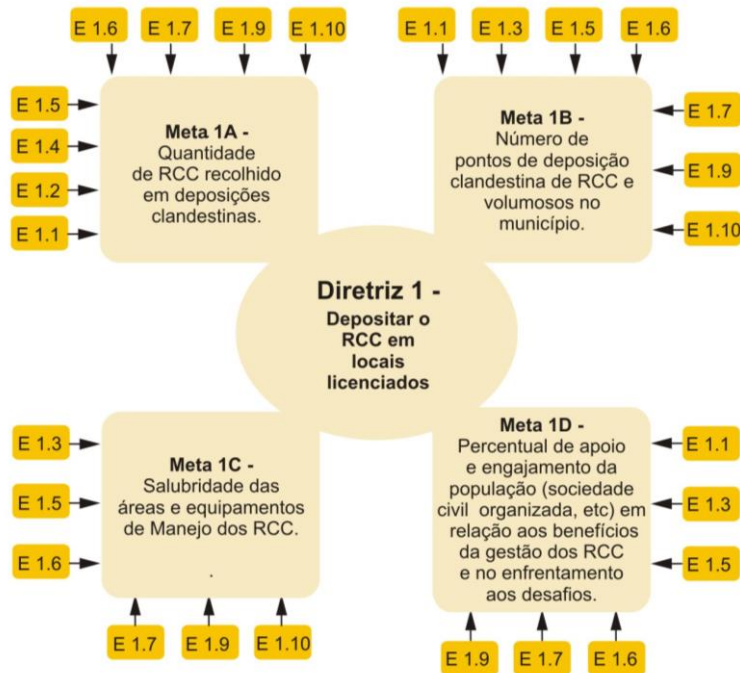 E 1.6
E 1.7
E 1.9
E 1.10
E 1.5
E 1.4
E 1.2
E 1.1
Meta 1A -
Quantidade
de RCC recolhido
em deposições
clandestinas.
E 1.1
E 1.3
E 1.5
E 1.6
Meta 1B -
Número de
pontos de deposição
clandestina de RCC e
volumosos no
município.
E 1.7
E 1.9
E 1.10
Diretriz 1 -
Depositar o
RCC em
locais
licenciados
E 1.3
E 1.5
E 1.6
Meta 1C -
Salubridade das
áreas e equipamentos
de Manejo dos RCC.
.
E 1.7
E 1.9
E 1.10
Meta 1D -
Percentual de apoio
e engajamento da
população (sociedade
civil organizada, etc) em
relação aos benefícios
da gestão dos RCC
e no enfrentamento
aos desafios.
E 1.1
E 1.3
E 1.5
E 1.9
E 1.7
E 1.6